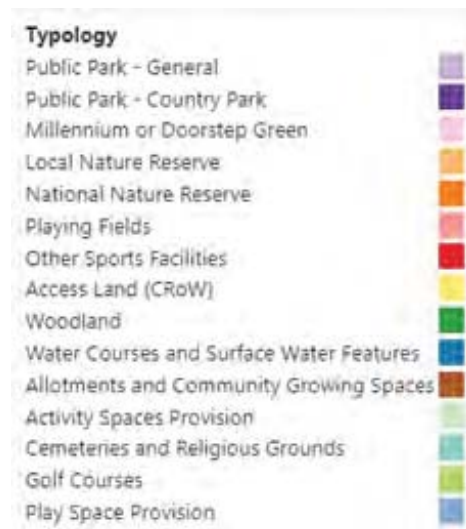 Typology
Public Park - General
Public Park - Country Park
Millennium or Doorstep Green
Local Nature Reserve
National Nature Reserve
Playing Fields
Other Sports Facilities
Access Land (CRoW)
Woodland
Water Courses and Surface Water Features
Allotments and Community Growing Spaces
Activity Spaces Provision
Cemeteries and Religious Grounds
Golf Courses
Play Space Provision